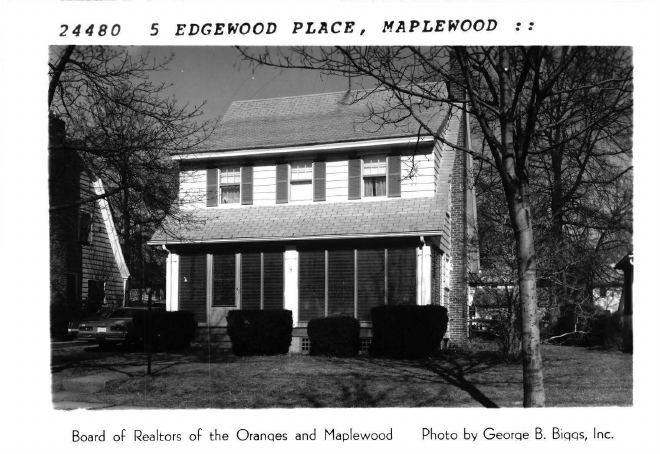 24480 5 EDGEWOOD PLACE, MAPLEWOOD ::
Board of Realtors of the Oranges and Maplewood Photo by George B. Biggs, Inc.